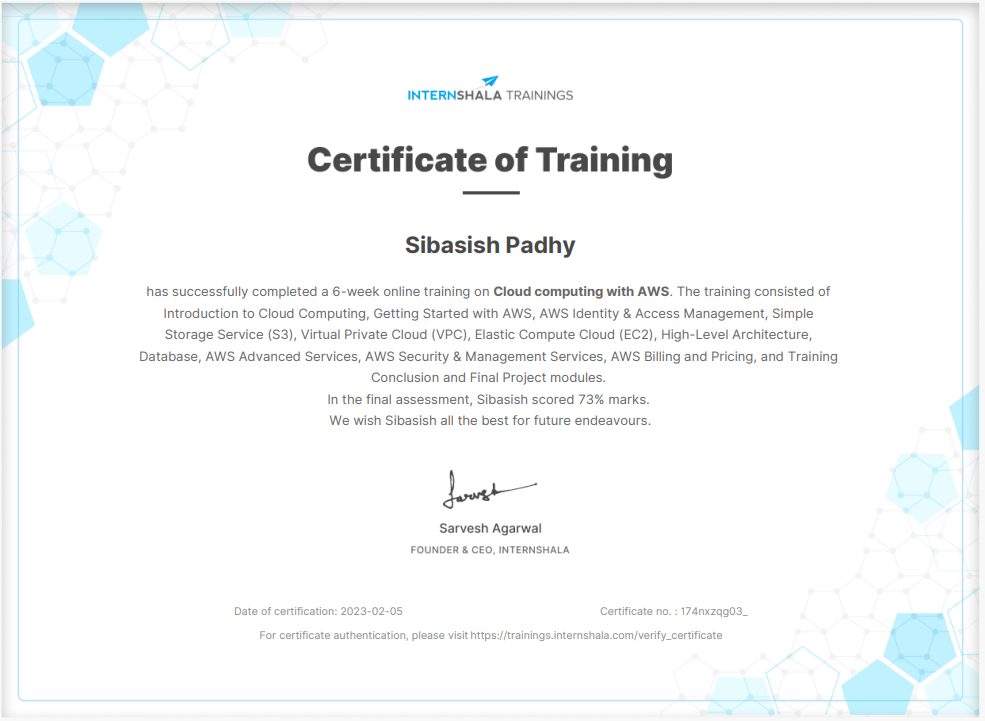 INTERNSHALA TRAININGS
Certificate of Training
Sibasish Padhy
has successfully completed a 6-week online training on Cloud computing with AWS. The training consisted of
Introduction to Cloud Computing, Getting Started with AWS, AWS Identity & Access Management, Simple
Storage Service (S3), Virtual Private Cloud (VPC), Elastic Compute Cloud (EC2), High-Level Architecture,
Database, AWS Advanced Services, AWS Security & Management Services, AWS Billing and Pricing, and Training
Conclusion and Final Project modules.
In the final assessment, Sibasish scored 73% marks.
We wish Sibasish all the best for future endeavours.
Sarvesh
Sarvesh Agarwal
FOUNDER & CEO, INTERNSHALA
Date of certification: 2023-02-05
Certificate no. : 174nxzqg03_
For certificate authentication, please visit https://trainings.internshala.com/verify_certificate